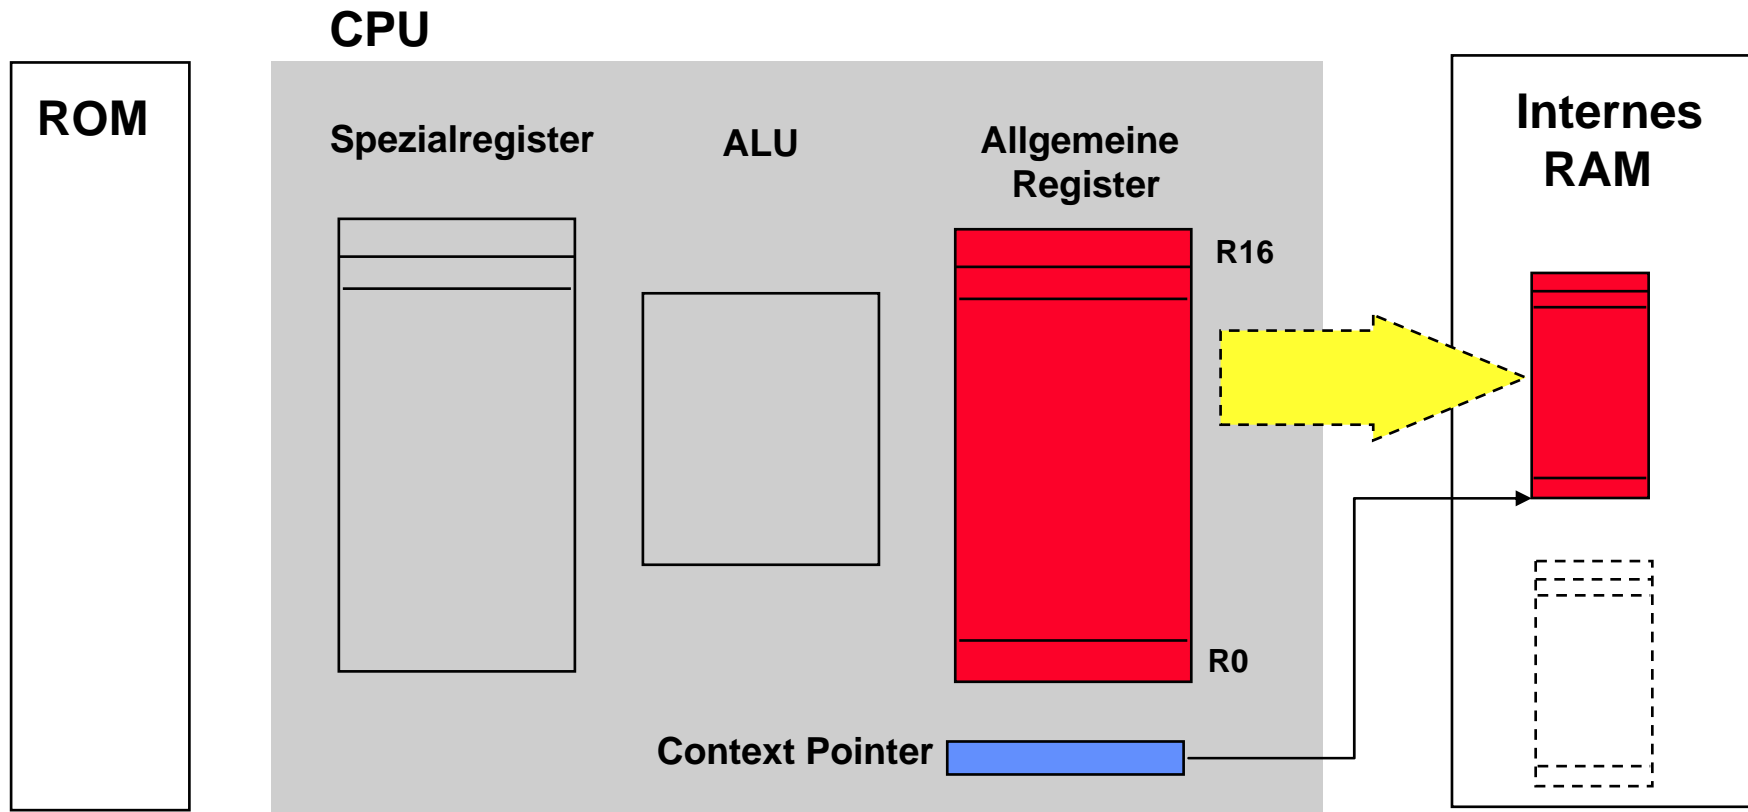 CPU
ROM
Spezialregister
ALU
Allgemeine
Register
Internes
RAM
R16
R0
Context Pointer